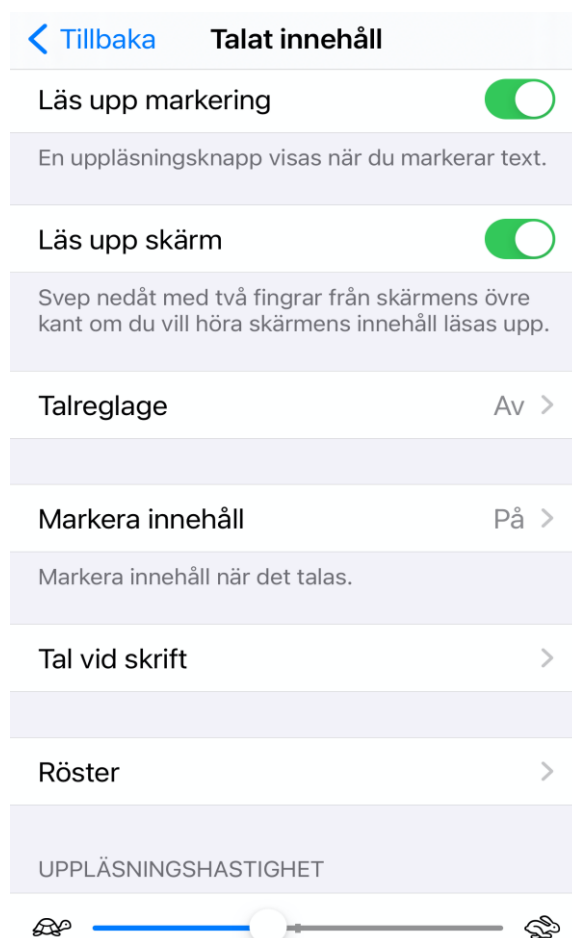 Tillbaka Talat innehåll
Läs upp markering
En uppläsningsknapp visas när du markerar text.
Läs upp skärm
Svep nedåt med två fingrar från skärmens övre
kant om du vill höra skärmens innehåll läsas upp.
Talreglage Av
Markera innehåll På
Markera innehåll när det talas.
Tal vid skrift
Röster
UPPLÄSNINGSHASTIGHET